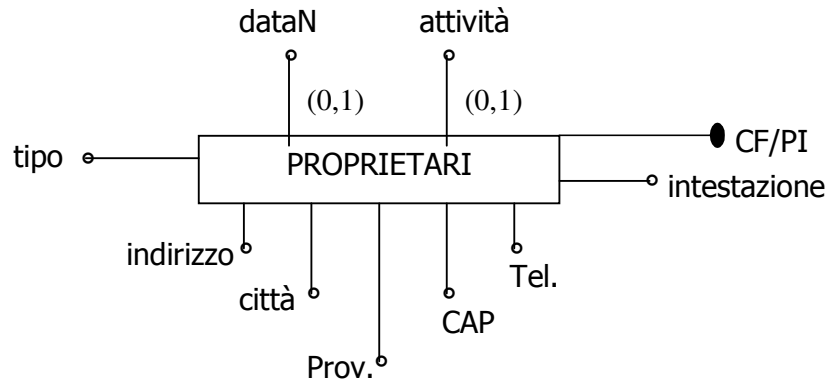 dataN
attività
(0,1)
(0,1)
tipo
PROPRIETARI
CF/PI
intestazione
indirizzo
Tel.
città
CAP
Prov.